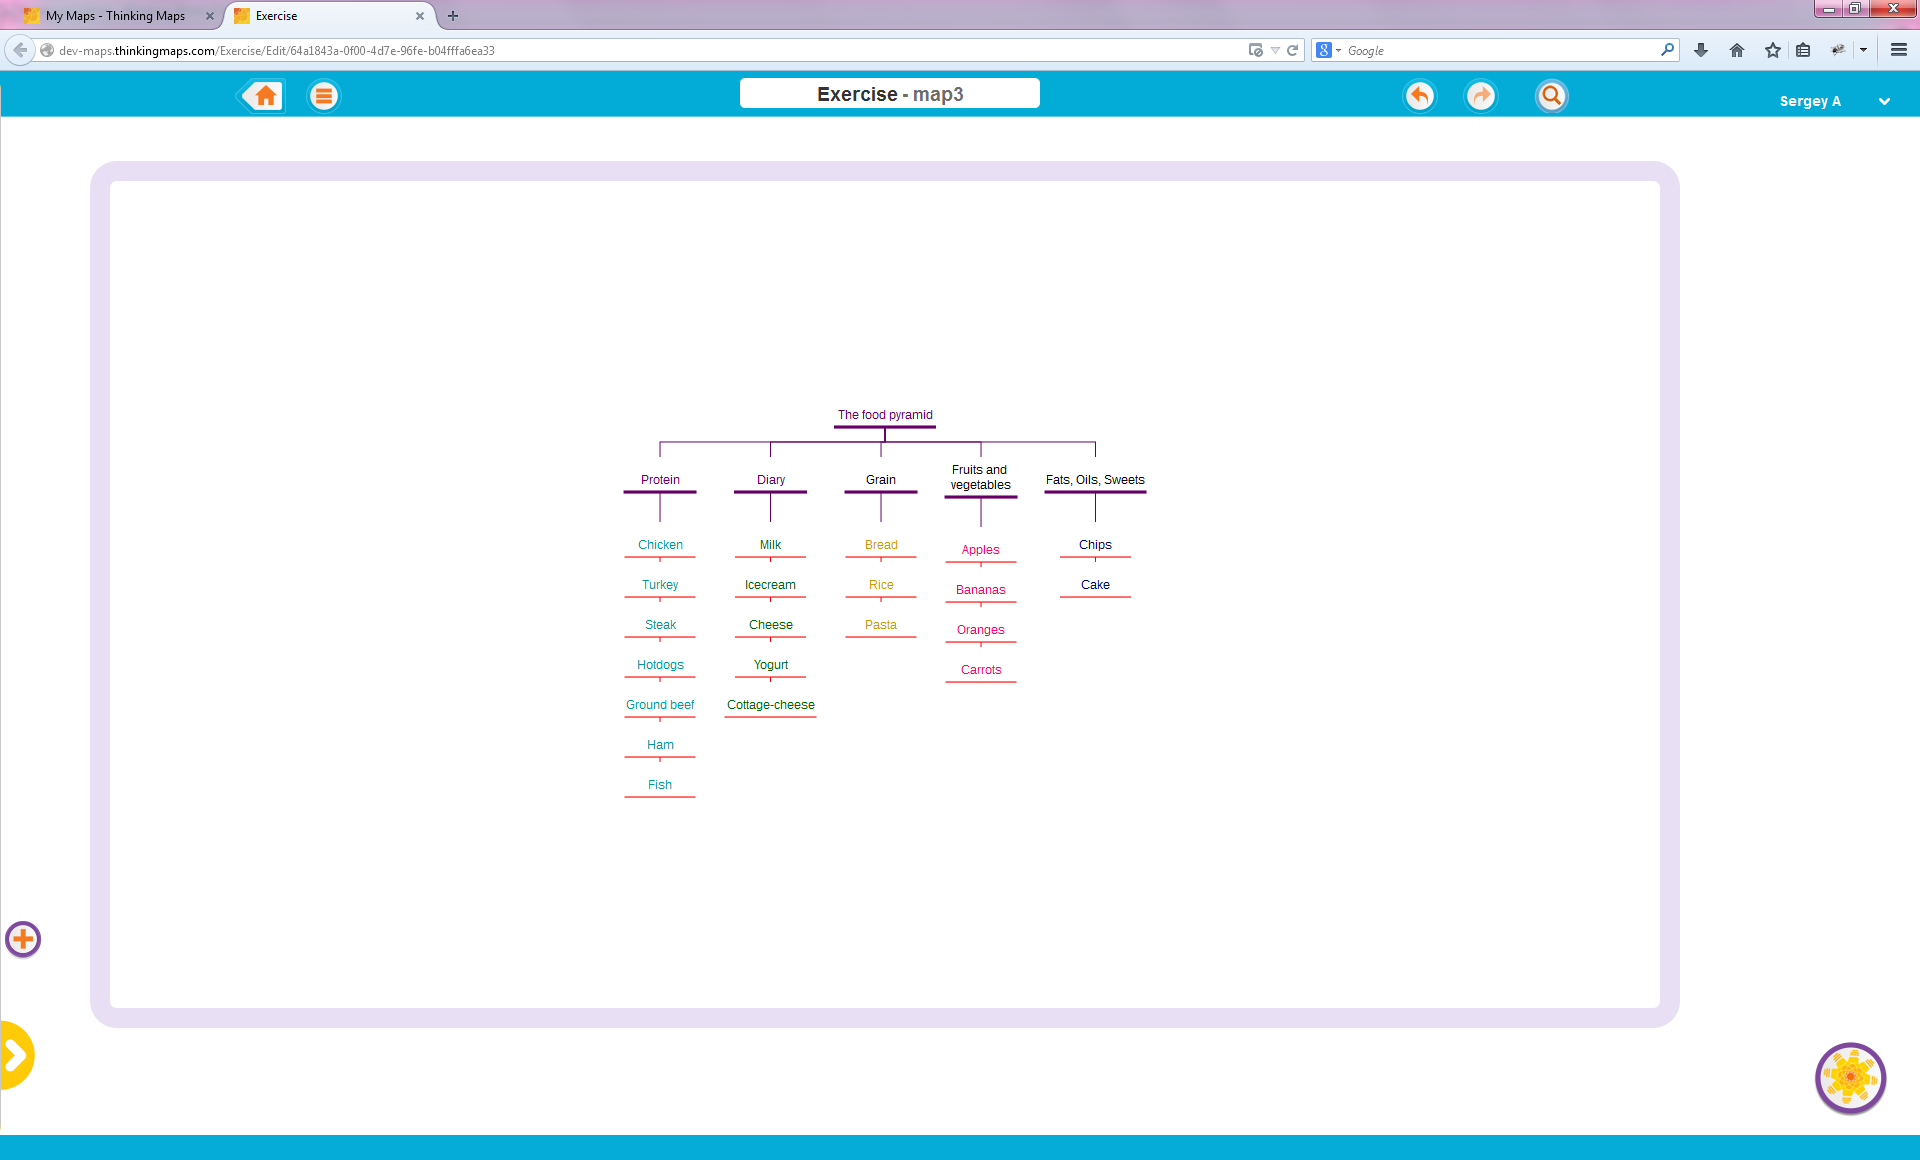 My Maps - Thinking Maps
Exercise
dev-maps.thinkingmaps.com/Exercise/Edit/64a1843a-0f00-4d7e-96fe-b04fffa6ea33
Google
Exercise - map3
Sergey A
The food pyramid
Protein
Diary
Grain
Fruits and
vegetables
Fats, Oils, Sweets
Chicken
Turkey
Steak
Hotdogs
Ground beef
Ham
Fish
Milk
Icecream
Cheese
Yogurt
Cottage-cheese
Bread
Rice
Pasta
Apples
Bananas
Oranges
Carrots
Chips
Cake